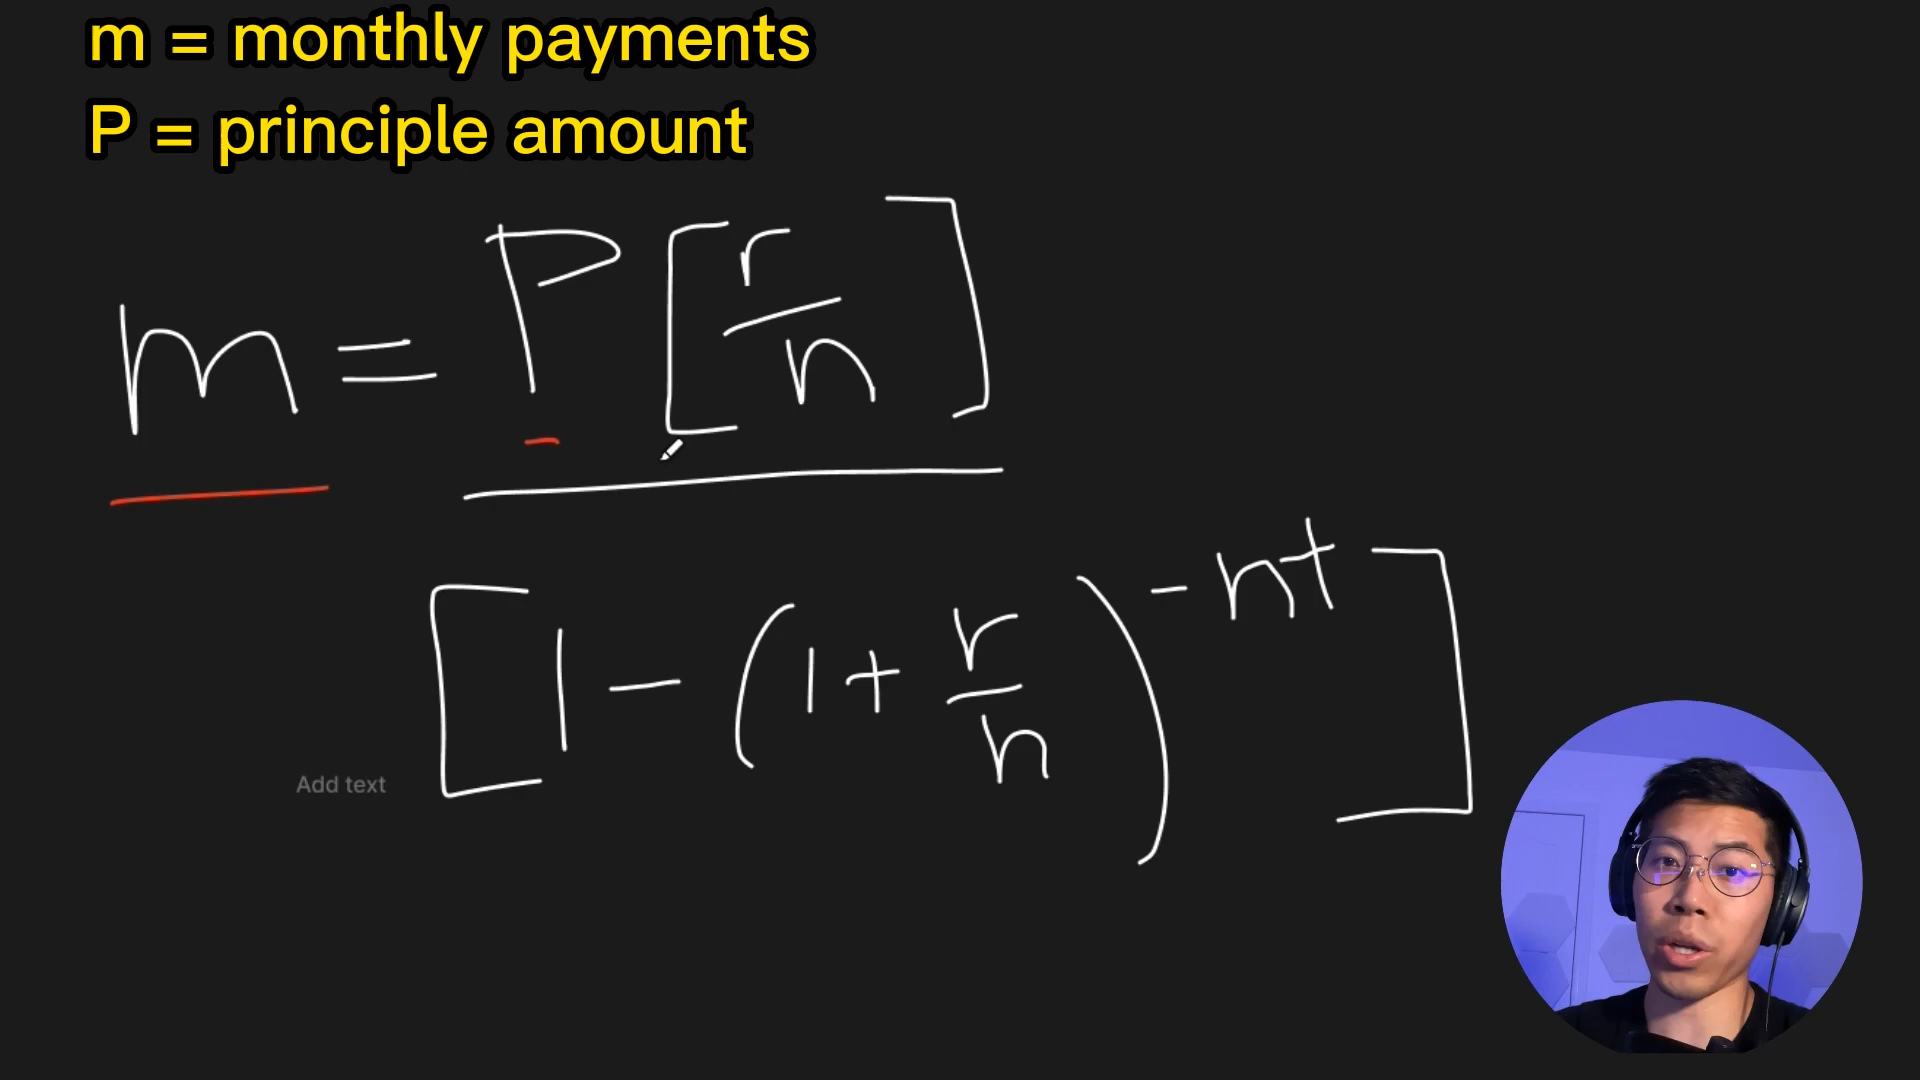 m = monthly payments
P = principle amount
m = P [ r/n ]
[ 1 - ( 1 + r/n )^-nt ]
Add text